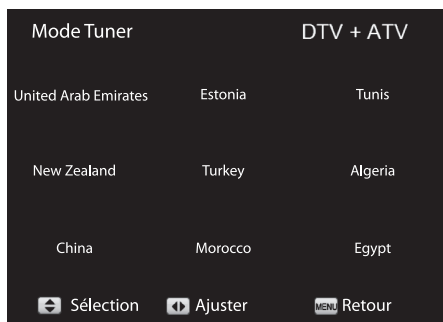 Mode Tuner DTV + ATV
United Arab Emirates Estonia Tunis
New Zealand Turkey Algeria
China Morocco Egypt
Sélection Ajuster MENU Retour